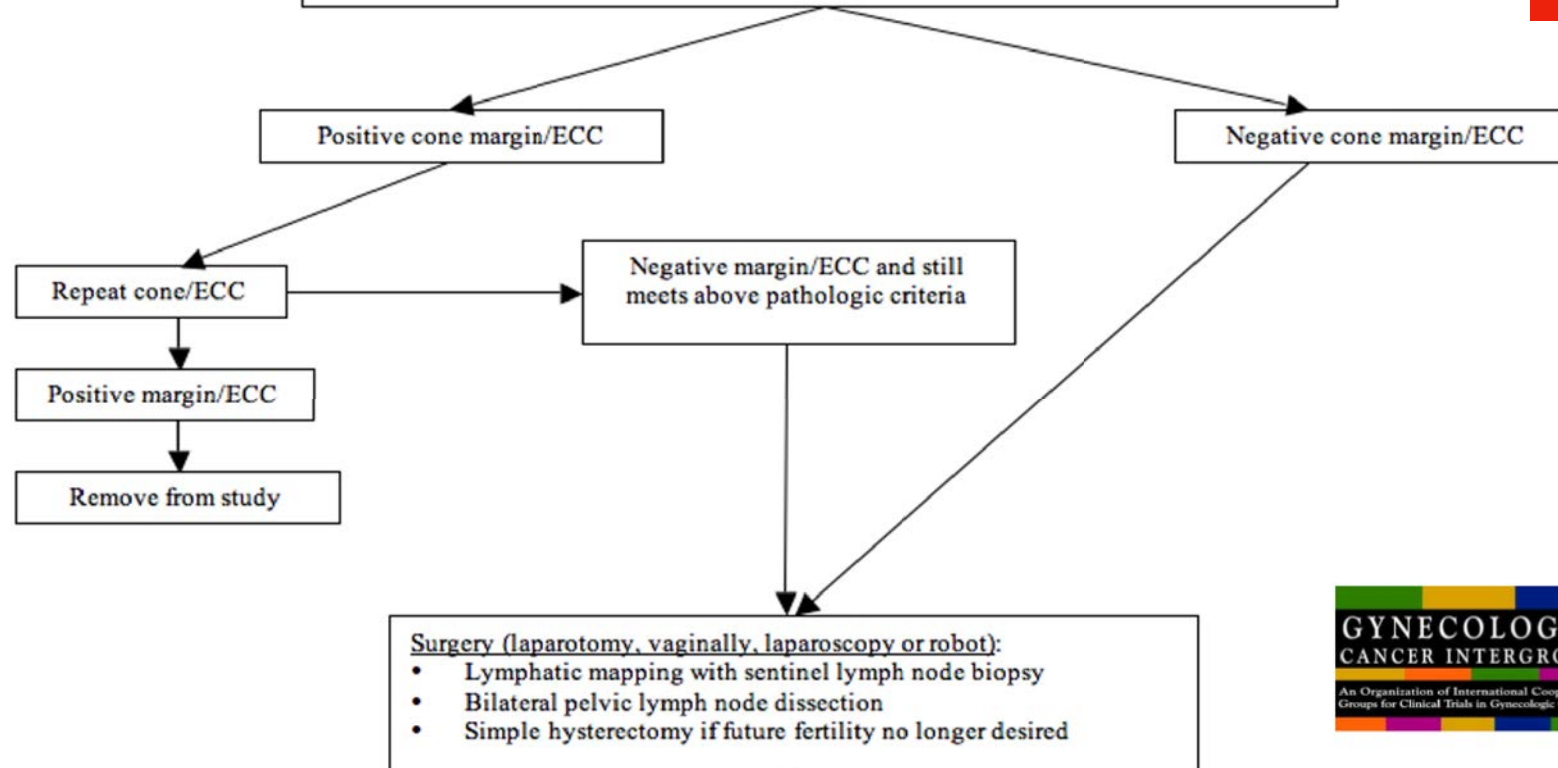 Positive cone margin/ECC
Negative cone margin/ECC
Repeat cone/ECC
Negative margin/ECC and still
meets above pathologic criteria
Positive margin/ECC
Remove from study
Surgery (laparotomy, vaginally, laparoscopy or robot):
• Lymphatic mapping with sentinel lymph node biopsy
• Bilateral pelvic lymph node dissection
• Simple hysterectomy if future fertility no longer desired
GYNECOLOG
CANCER INTERGRO
An Organization of International Coop
Groups for Clinical Trials in Gynecologic